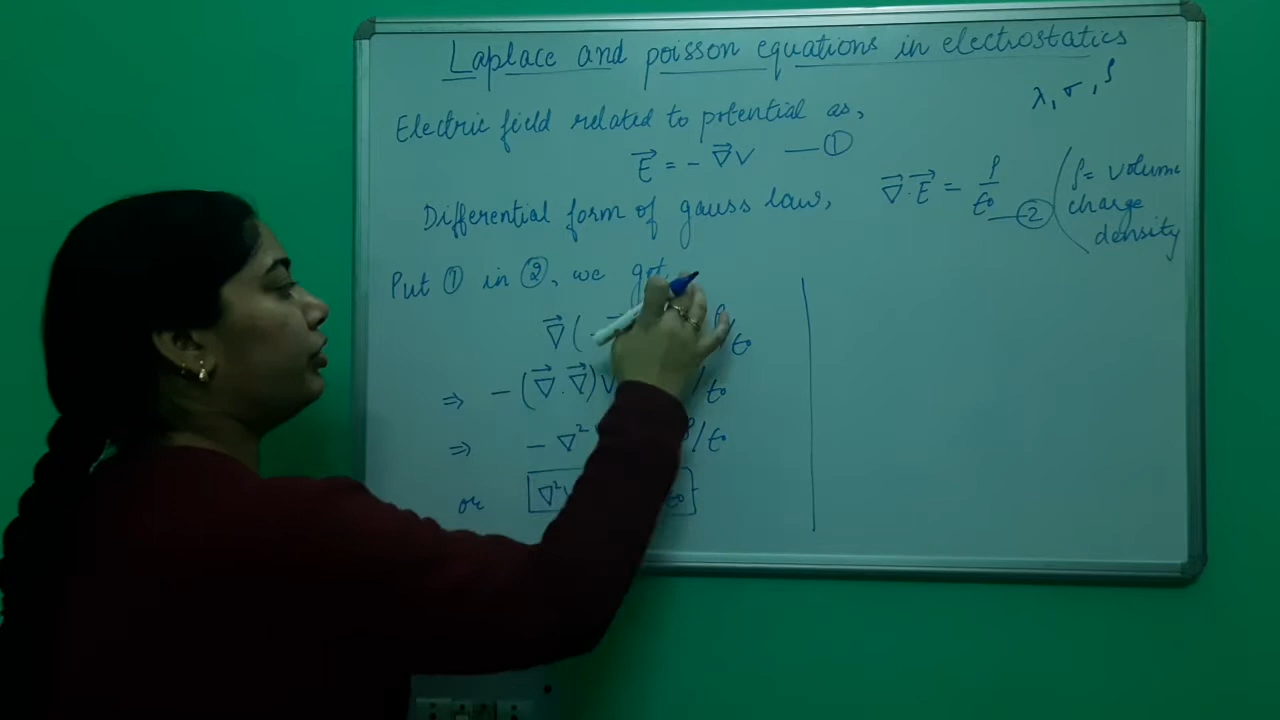 Laplace and poisson equations in electrostatics
λ, σ, ρ
Electric field related to potential as,
E⃗ = - ∇⃗V — ①
Differential form of gauss law, ∇⃗.E⃗ = ρ/ε₀ — ② (ρ = volume
charge
density
Put ① in ②, we get
∇⃗( - ρ/ε₀
⇒ - (∇⃗.∇⃗)V / ε₀
⇒ - ∇² ρ/ε₀
or ∇²V ε₀